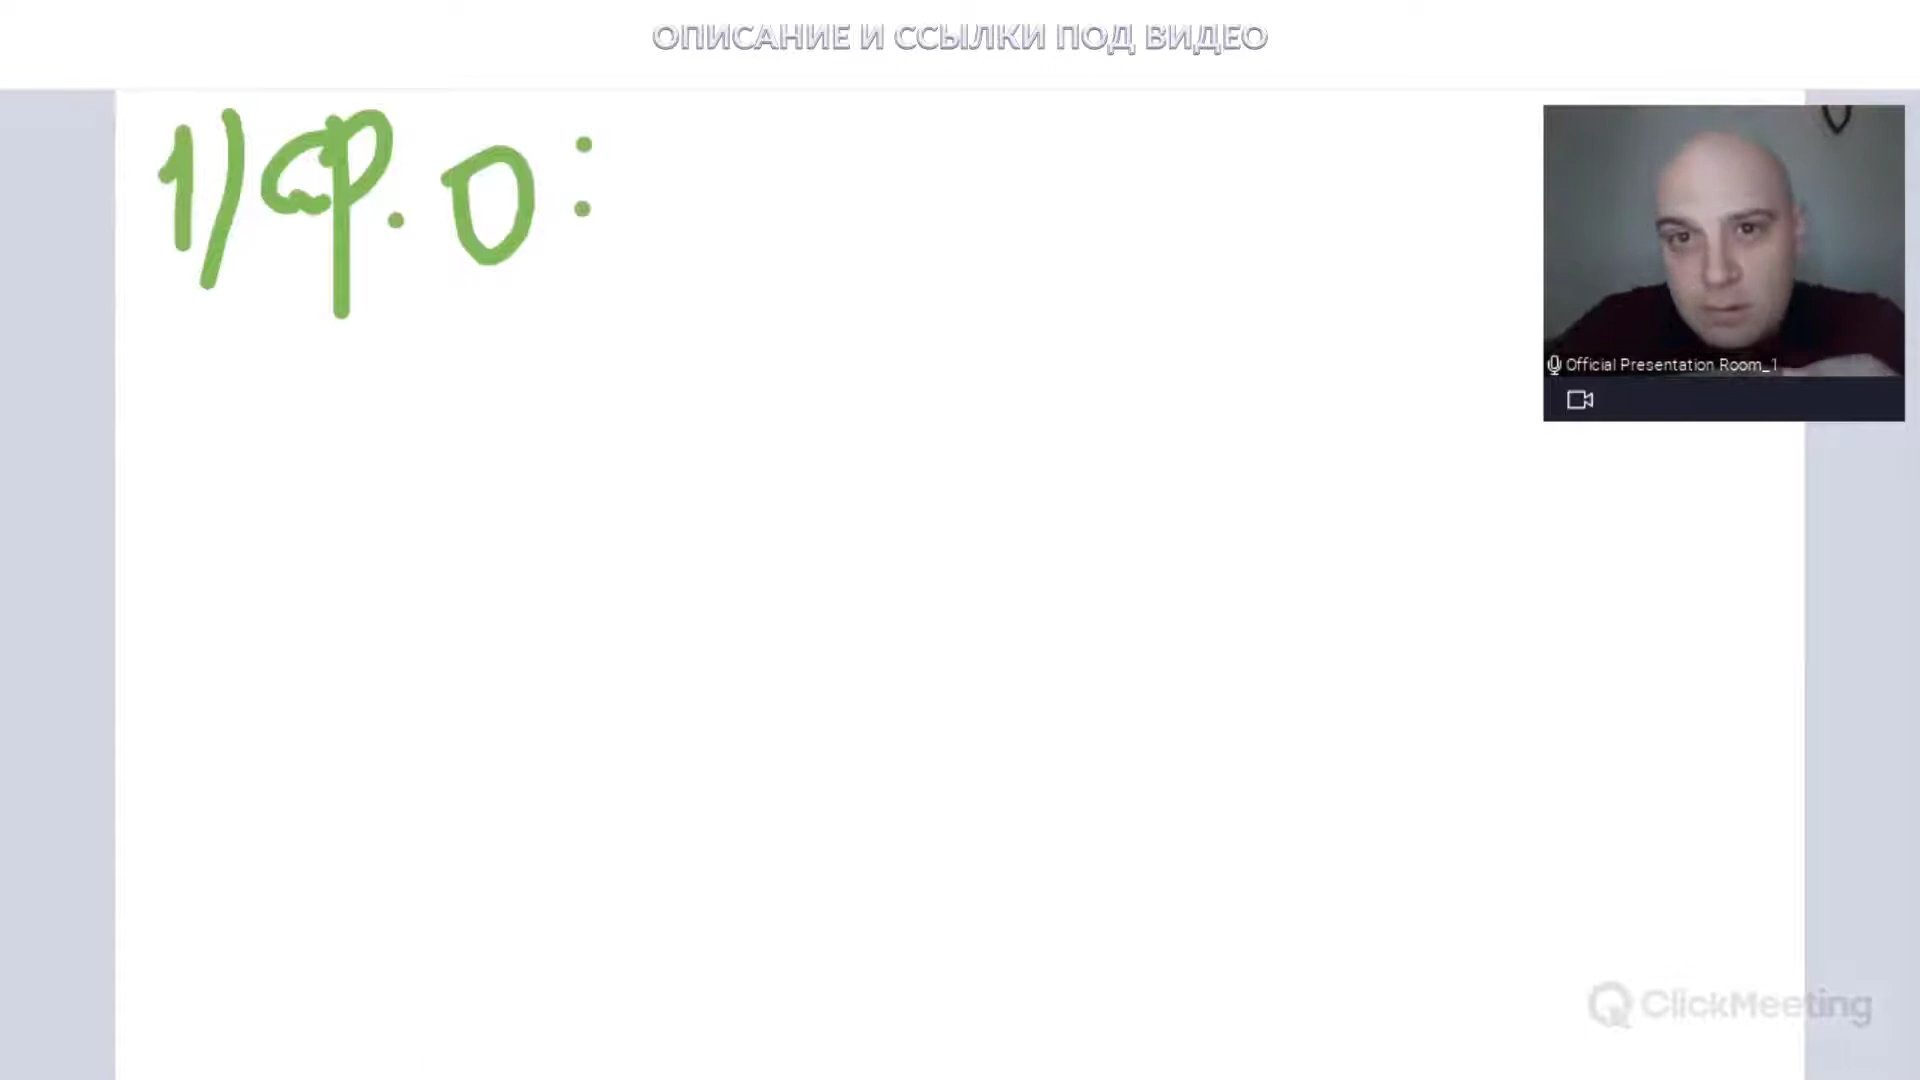 ОПИСАНИЕ И ССЫЛКИ ПОД ВИДЕО
1) ф. О:
Official Presentation Room_1
ClickMeeting